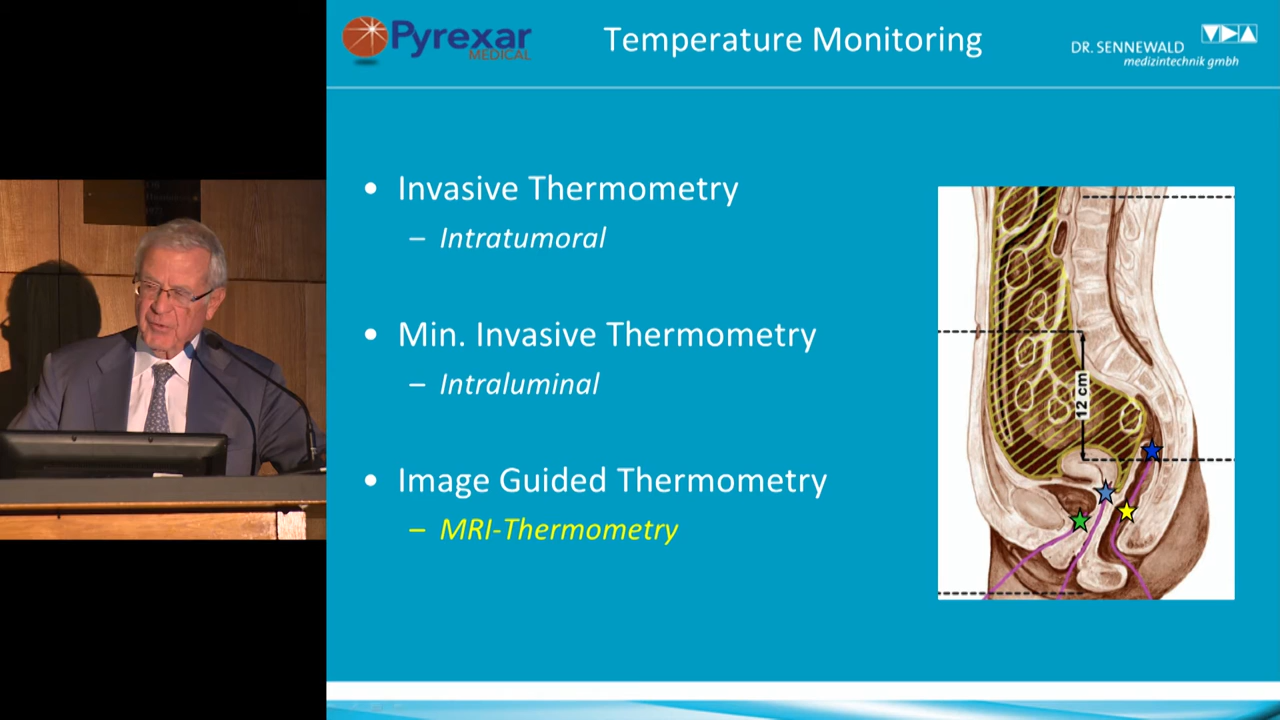 Pyrexar
MEDICAL
Temperature Monitoring
DR. SENNEWALD
medizintechnik gmbh
• Invasive Thermometry
– Intratumoral
• Min. Invasive Thermometry
– Intraluminal
• Image Guided Thermometry
– MRI-Thermometry
12 cm